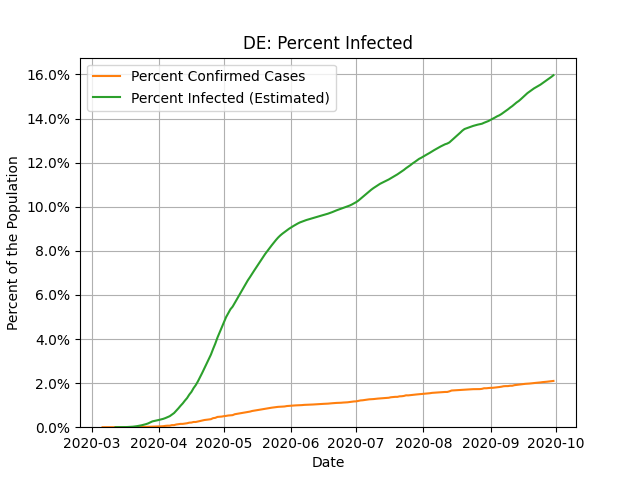 DE: Percent Infected
Percent Confirmed Cases
Percent Infected (Estimated)
Percent of the Population
16.0%
14.0%
12.0%
10.0%
8.0%
6.0%
4.0%
2.0%
0.0%
2020-03 2020-04 2020-05 2020-06 2020-07 2020-08 2020-09 2020-10
Date